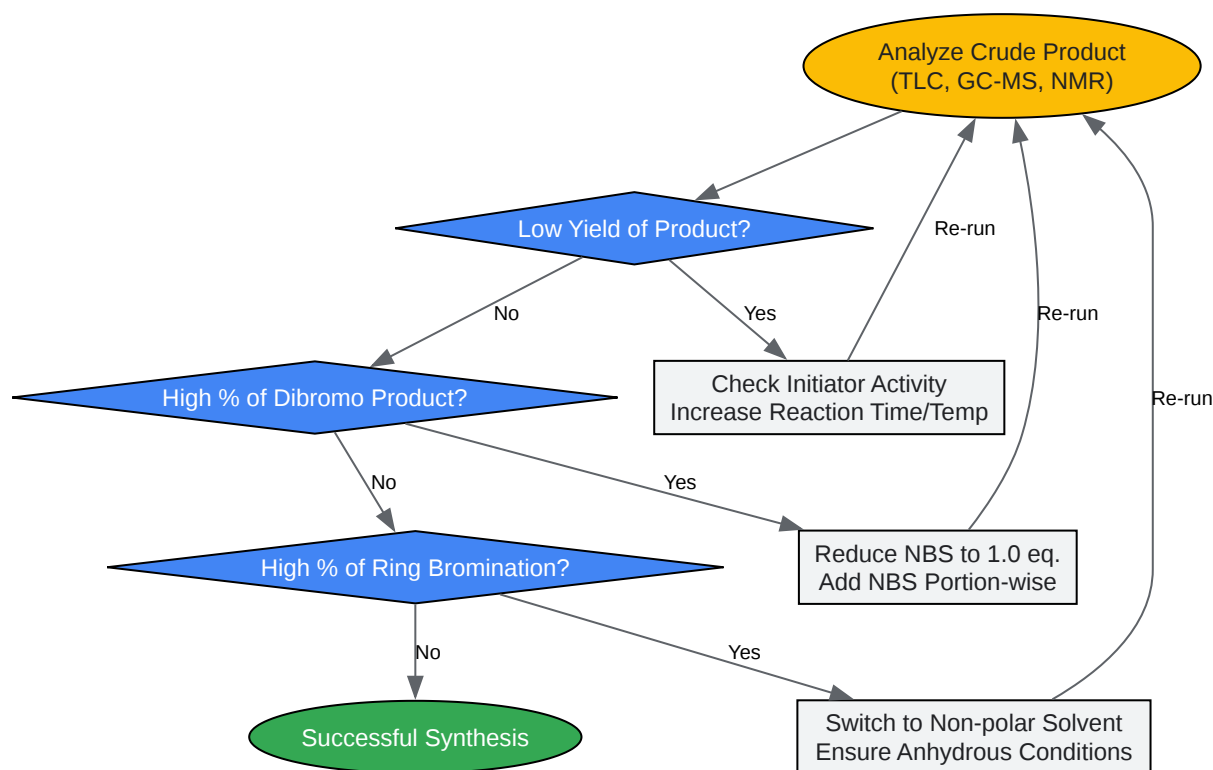 Analyze Crude Product
(TLC, GC-MS, NMR)
Low Yield of Product?
Re-run
No
Yes
Re-run
High % of Dibromo Product?
Check Initiator Activity
Increase Reaction Time/Temp
Re-run
No
Yes
High % of Ring Bromination?
Reduce NBS to 1.0 eq.
Add NBS Portion-wise
No
Yes
Successful Synthesis
Switch to Non-polar Solvent
Ensure Anhydrous Conditions